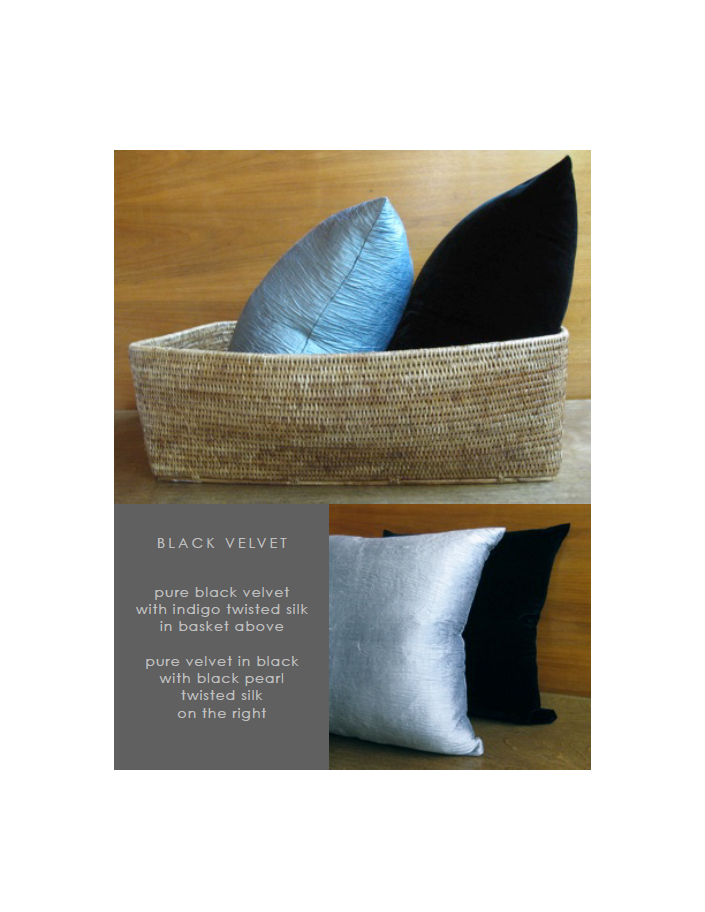 BLACK VELVET
pure black velvet
with indigo twisted silk
in basket above
pure velvet in black
with black pearl
twisted silk
on the right